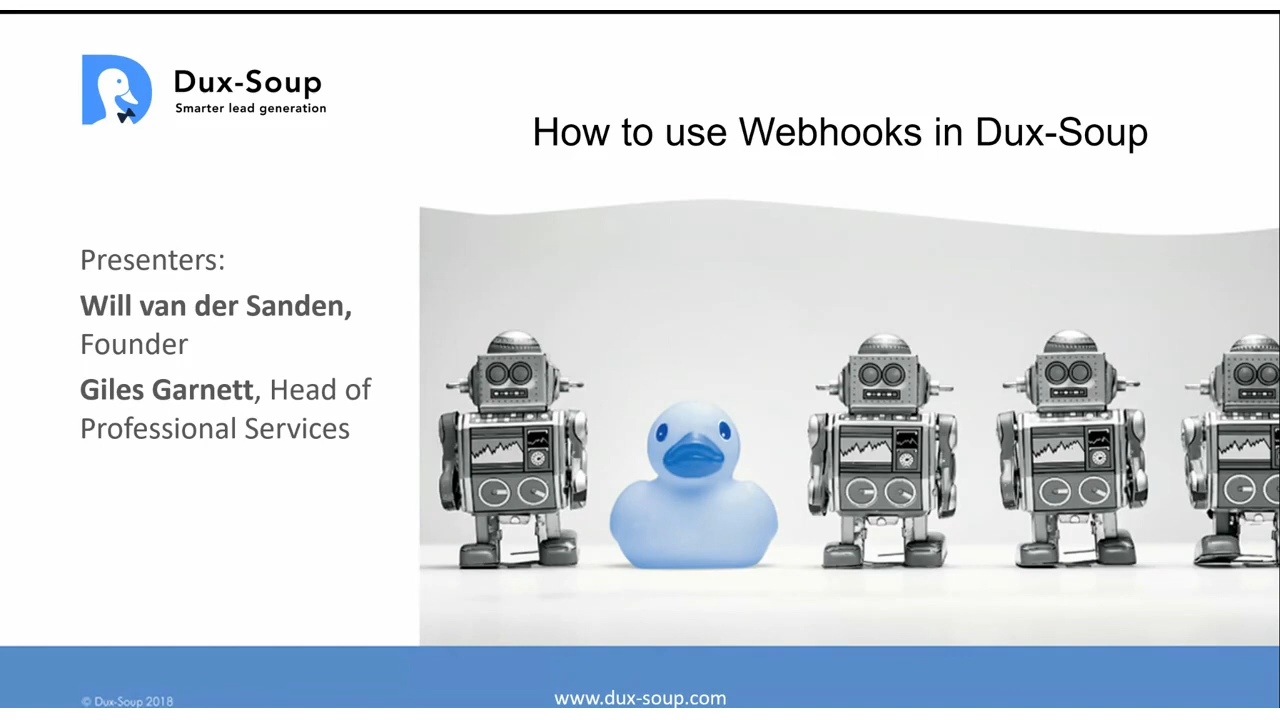 Dux-Soup
Smarter lead generation
How to use Webhooks in Dux-Soup
Presenters:
Will van der Sanden,
Founder
Giles Garnett, Head of
Professional Services
© Dux-Soup 2018
www.dux-soup.com